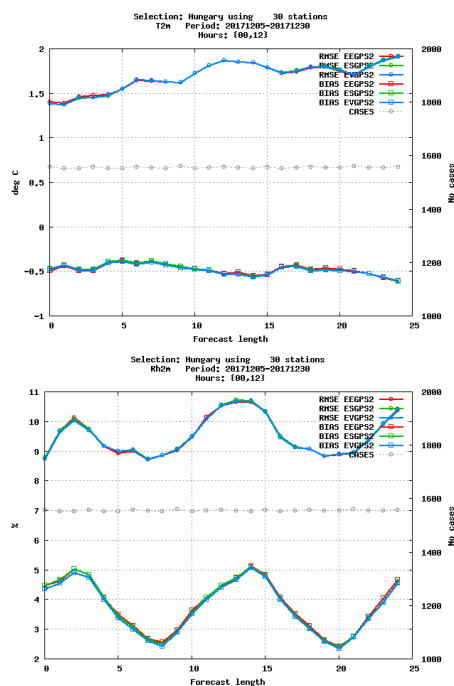 Selection: Hungary using 30 stations
T2m Period: 20171205-20171230
Hours: {00,12}
2 2000
RMSE EEGPS2
RMSE ESGPS2
RMSE EVGPS2
BIAS EEGPS2
BIAS ESGPS2
BIAS EVGPS2
CASES
1.5 1800
1 1600
0.5 1400
0
-0.5 1200
-1 1000
deg C
No cases
0 5 10 15 20 25
Forecast length
Selection: Hungary using 30 stations
Rh2m Period: 20171205-20171230
Hours: {00,12}
11 2000
RMSE EEGPS2
RMSE ESGPS2
RMSE EVGPS2
BIAS EEGPS2
BIAS ESGPS2
BIAS EVGPS2
CASES
10
9 1800
8
7 1600
6
5 1400
4
3 1200
2 1000
%
No cases
0 5 10 15 20 25
Forecast length